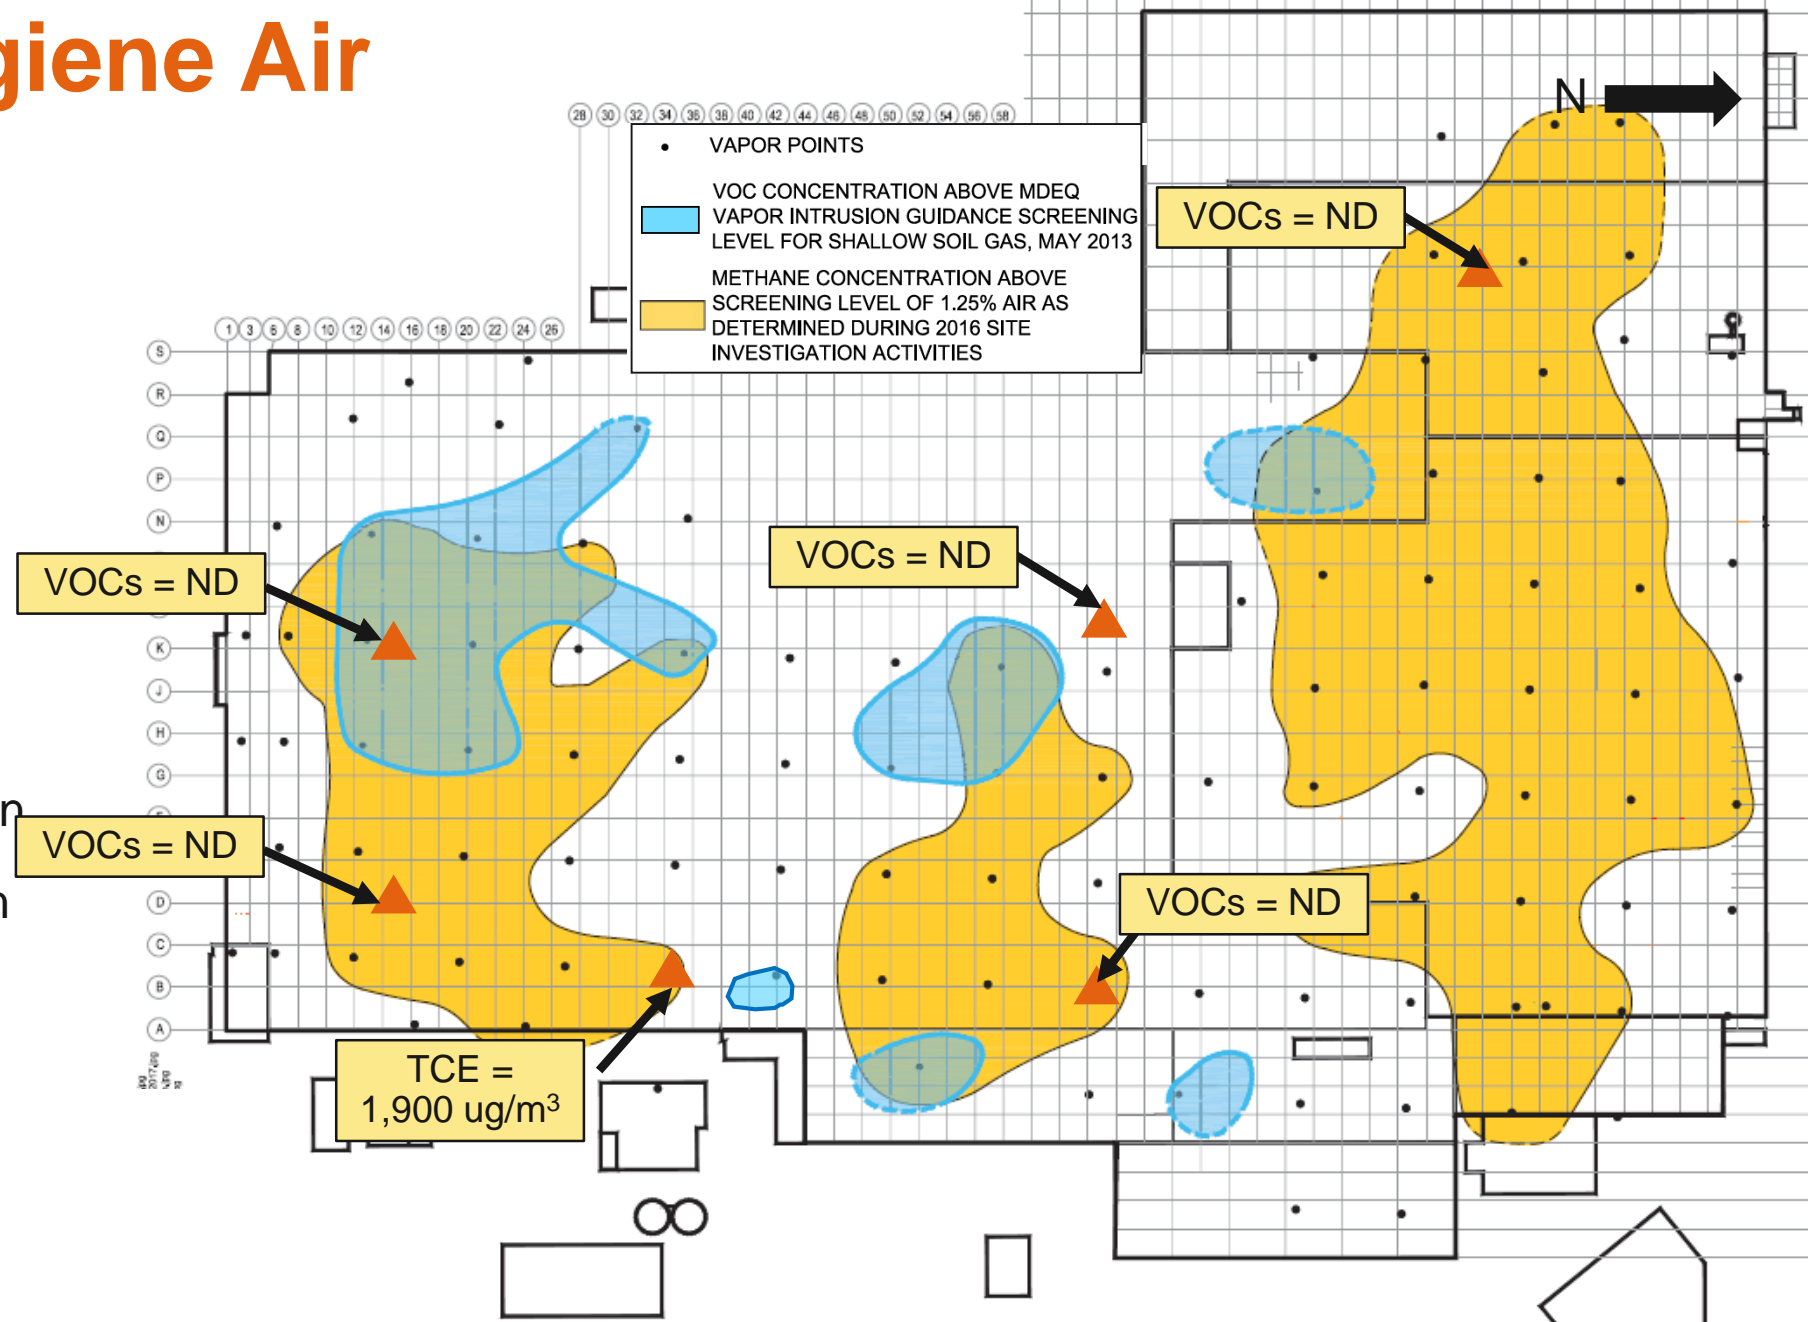 giene Air
N
28 30 32 34 36 38 40 42 44 46 48 50 52 54 56 58
VAPOR POINTS
VOC CONCENTRATION ABOVE MDEQ
VAPOR INTRUSION GUIDANCE SCREENING
LEVEL FOR SHALLOW SOIL GAS, MAY 2013
METHANE CONCENTRATION ABOVE
SCREENING LEVEL OF 1.25% AIR AS
DETERMINED DURING 2016 SITE
INVESTIGATION ACTIVITIES
VOCs = ND
1 3 6 8 10 12 14 16 18 20 22 24 26
S
R
Q
P
N
VOCs = ND
VOCs = ND
K
J
H
G
n
VOCs = ND
n
D
VOCs = ND
C
B
A
TCE =
1,900 ug/m³